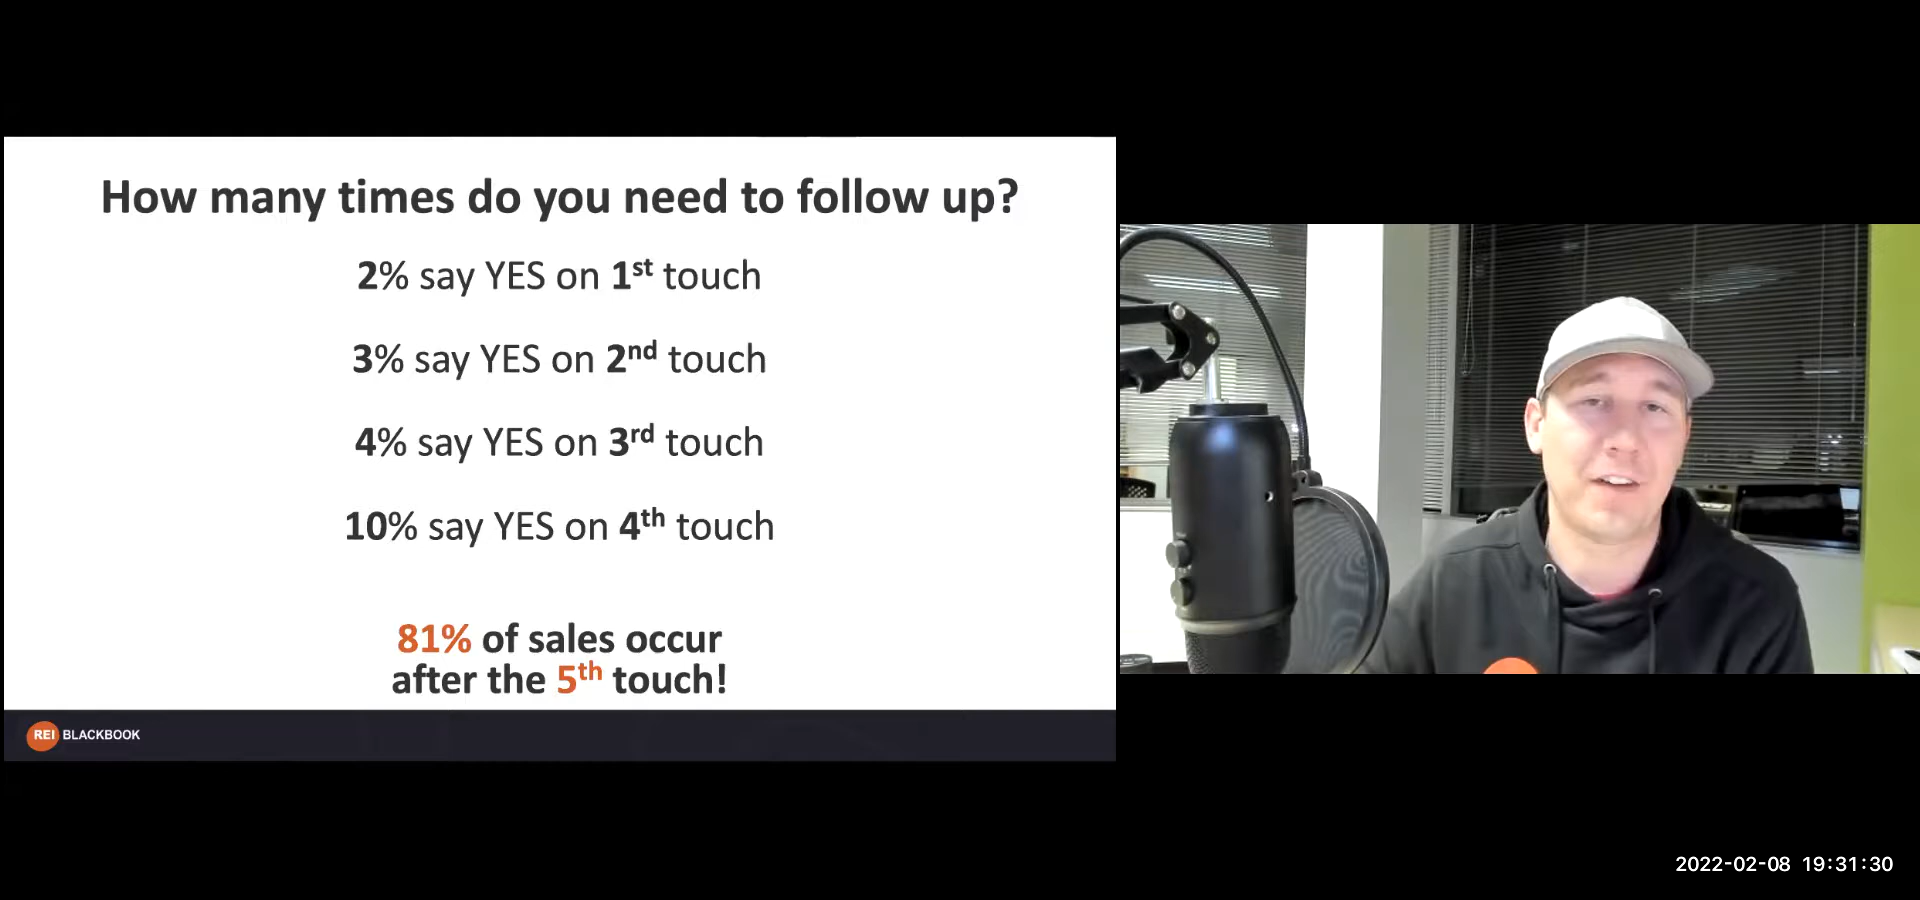 How many times do you need to follow up?
2% say YES on 1st touch
3% say YES on 2nd touch
4% say YES on 3rd touch
10% say YES on 4th touch
81% of sales occur
after the 5th touch!
REI BLACKBOOK
2022-02-08 19:31:30